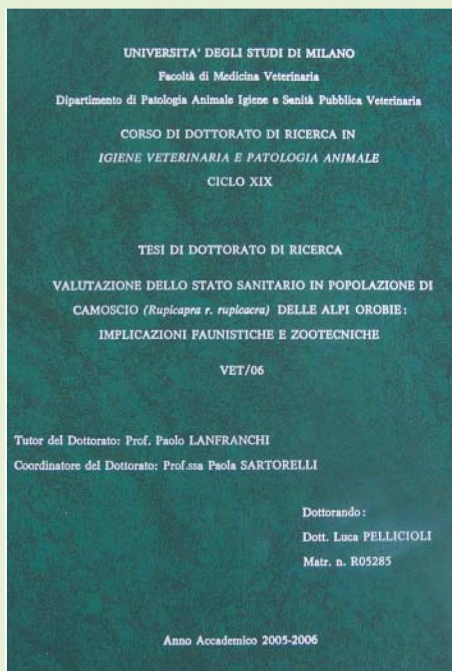 UNIVERSITA' DEGLI STUDI DI MILANO
Facoltà di Medicina Veterinaria
Dipartimento di Patologia Animale Igiene e Sanità Pubblica Veterinaria
CORSO DI DOTTORATO DI RICERCA IN
IGIENE VETERINARIA E PATOLOGIA ANIMALE
CICLO XIX
TESI DI DOTTORATO DI RICERCA
VALUTAZIONE DELLO STATO SANITARIO IN POPOLAZIONE DI
CAMOSCIO (Rupicapra r. rupicacra) DELLE ALPI OROBIE:
IMPLICAZIONI FAUNISTICHE E ZOOTECNICHE
VET/06
Tutor del Dottorato: Prof. Paolo LANFRANCHI
Coordinatore del Dottorato: Prof.ssa Paola SARTORELLI
Dottorando:
Dott. Luca PELLICIOLI
Matr. n. R05285
Anno Accademico 2005-2006